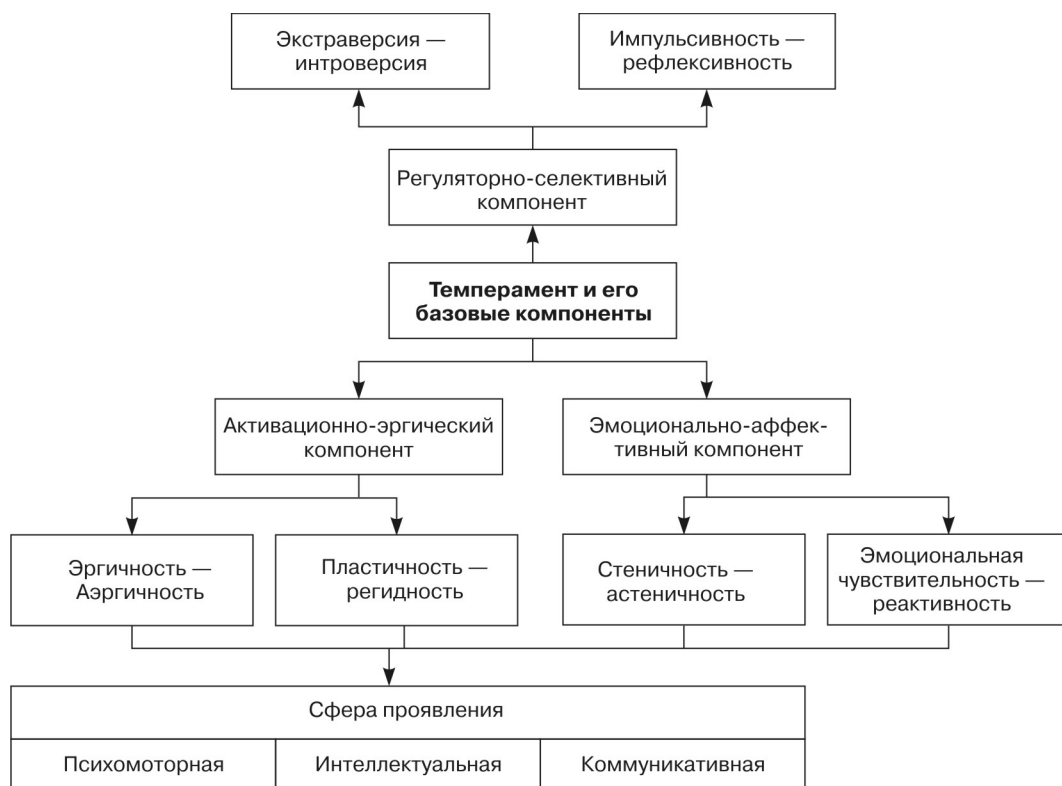 Экстраверсия —
интроверсия
Импульсивность —
рефлексивность
Регуляторно-селективный
компонент
Темперамент и его
базовые компоненты
Активационно-эргический
компонент
Эмоционально-аффек-
тивный компонент
Эргичность —
Аэргичность
Пластичность —
регидность
Стеничность —
астеничность
Эмоциональная
чувствительность —
реактивность
Сфера проявления
Психомоторная
Интеллектуальная
Коммуникативная